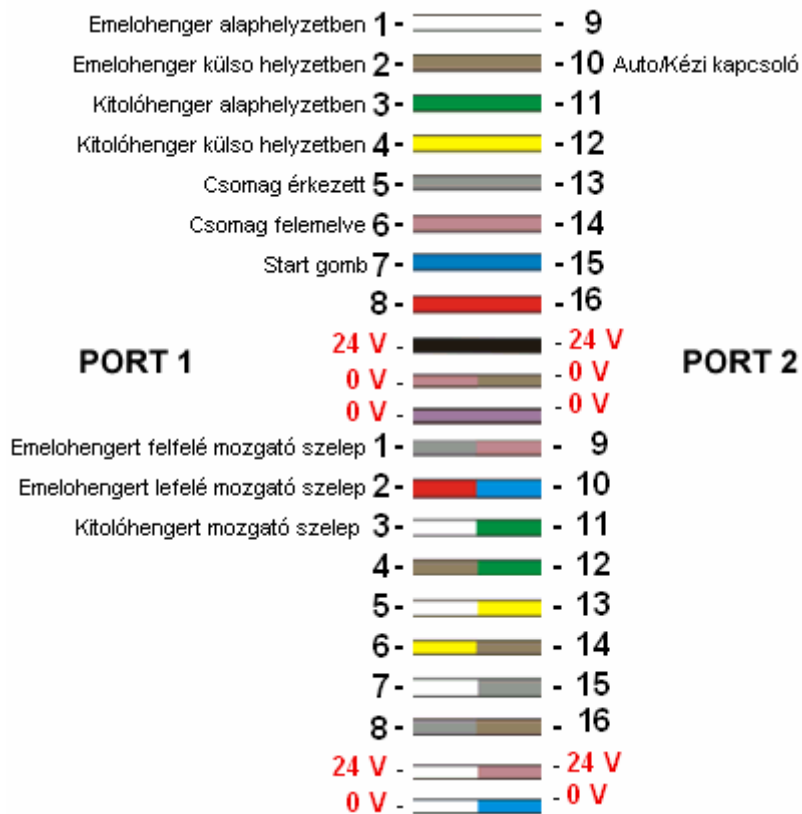 Emelohenger alaphelyzetben 1 - - 9
Emelohenger külso helyzetben 2 - - 10 Auto/Kézi kapcsoló
Kitolóhenger alaphelyzetben 3 - - 11
Kitolóhenger külso helyzetben 4 - - 12
Csomag érkezett 5 - - 13
Csomag felemelve 6 - - 14
Start gomb 7 - - 15
8 - - 16
24 V - - 24 V
PORT 1 PORT 2
0 V - - 0 V
0 V - - 0 V
Emelohengert felfelé mozgató szelep 1 - - 9
Emelohengert lefelé mozgató szelep 2 - - 10
Kitolóhengert mozgató szelep 3 - - 11
4 - - 12
5 - - 13
6 - - 14
7 - - 15
8 - - 16
24 V - - 24 V
0 V - - 0 V